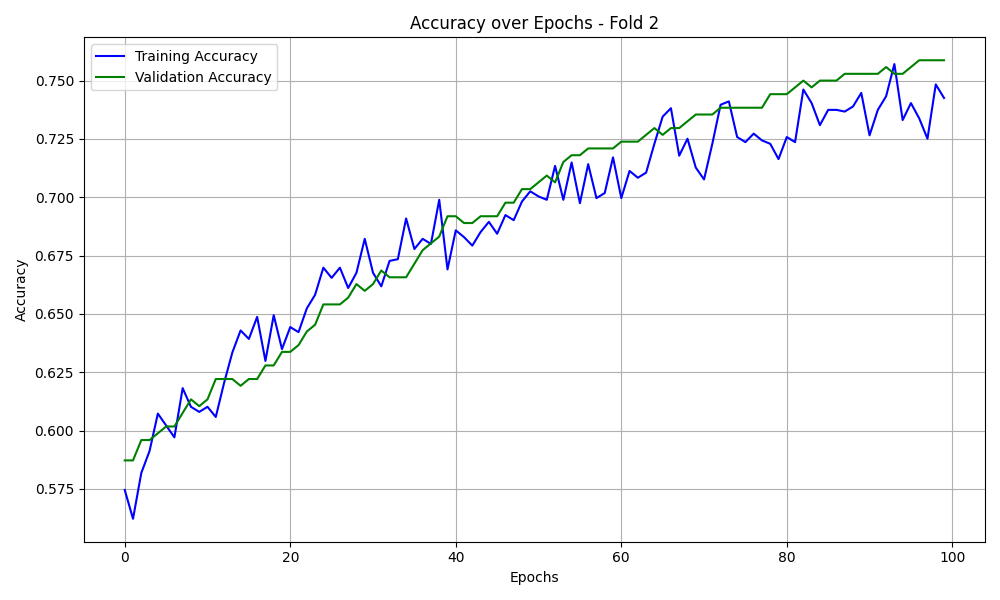 Accuracy over Epochs - Fold 2
Training Accuracy
Validation Accuracy
Accuracy
0.750
0.725
0.700
0.675
0.650
0.625
0.600
0.575
0
20
40
60
80
100
Epochs